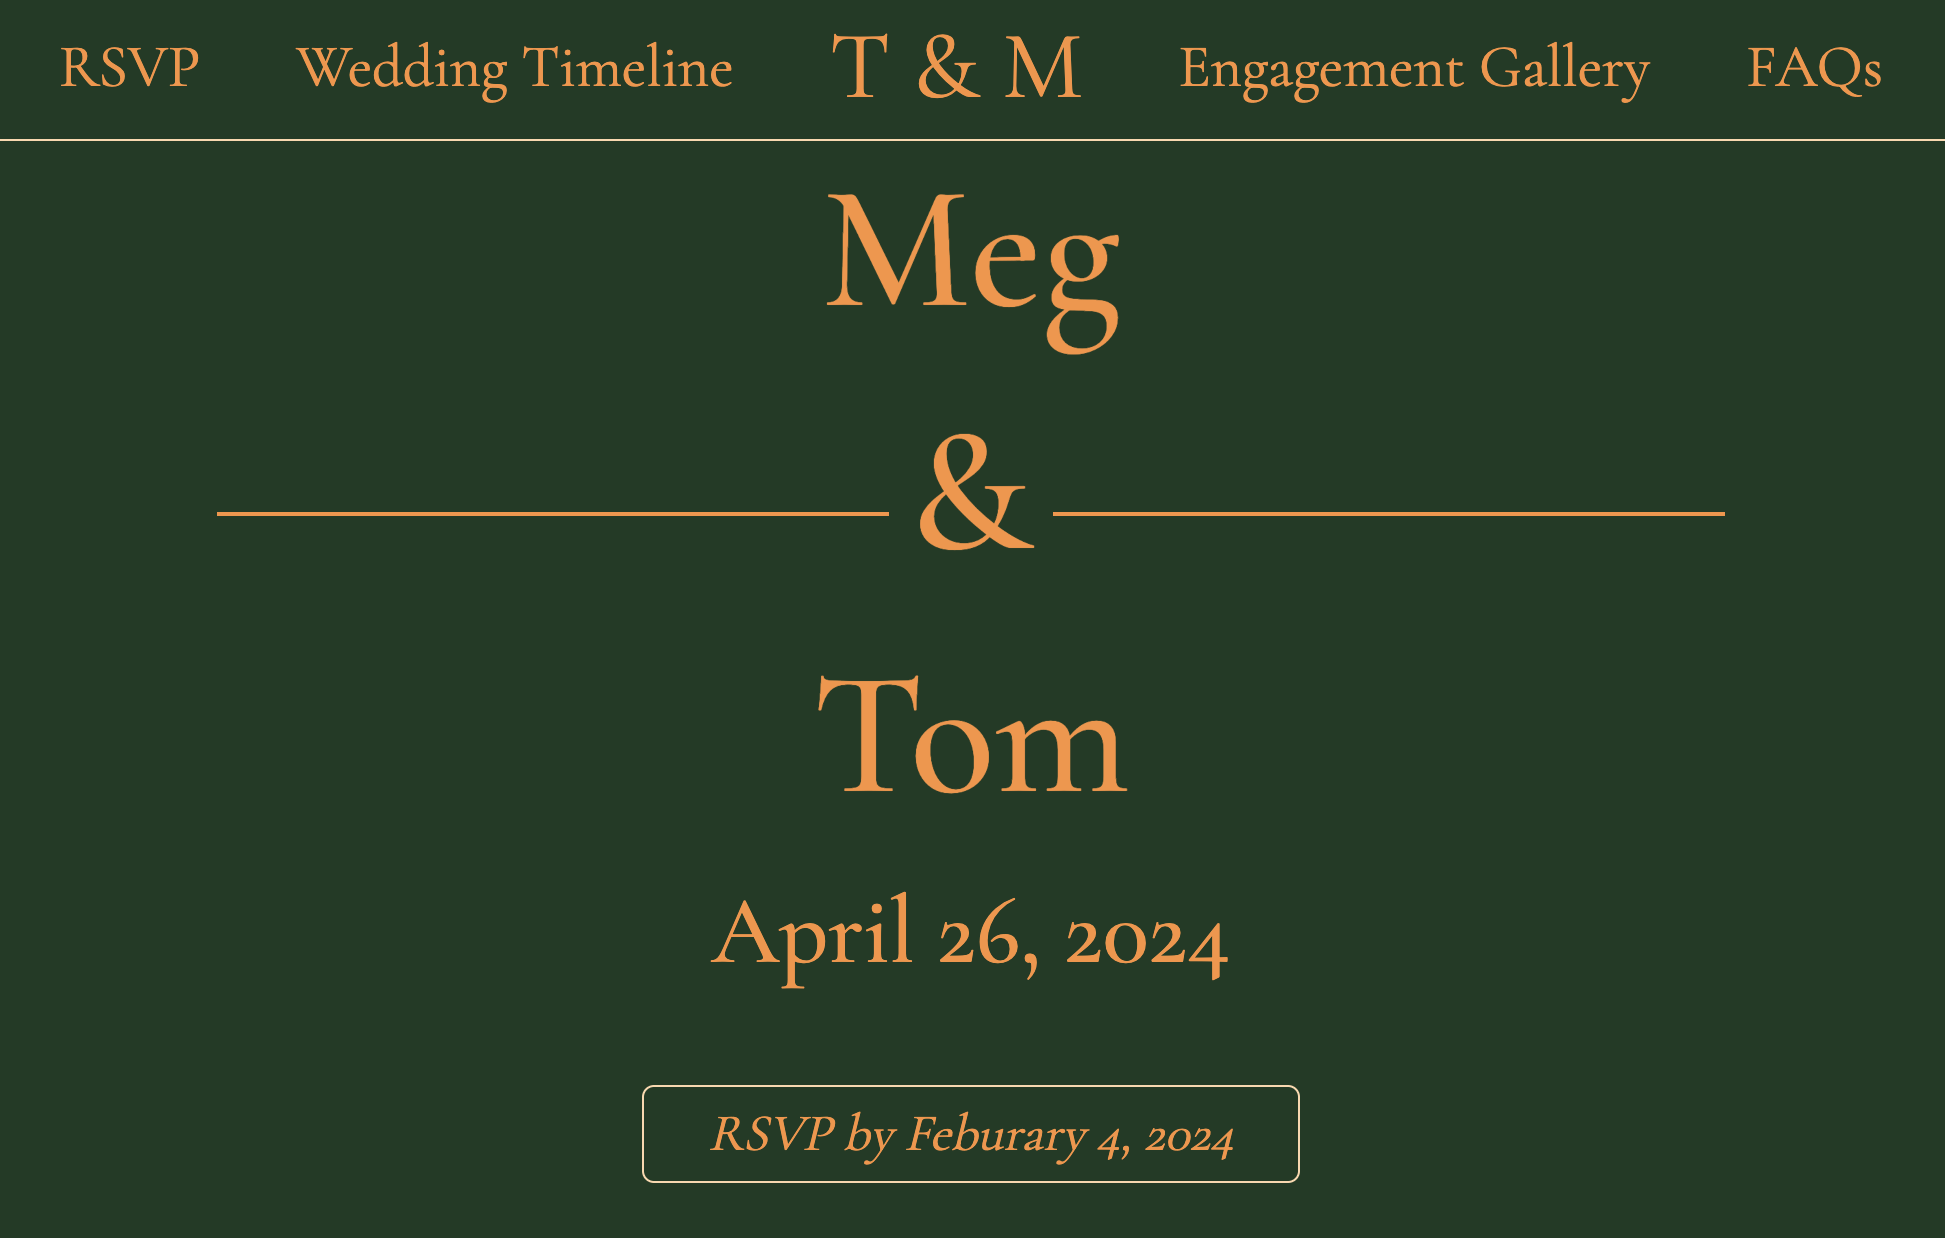 RSVP Wedding Timeline T & M Engagement Gallery FAQs
Meg
&
Tom
April 26, 2024
RSVP by Feburary 4, 2024